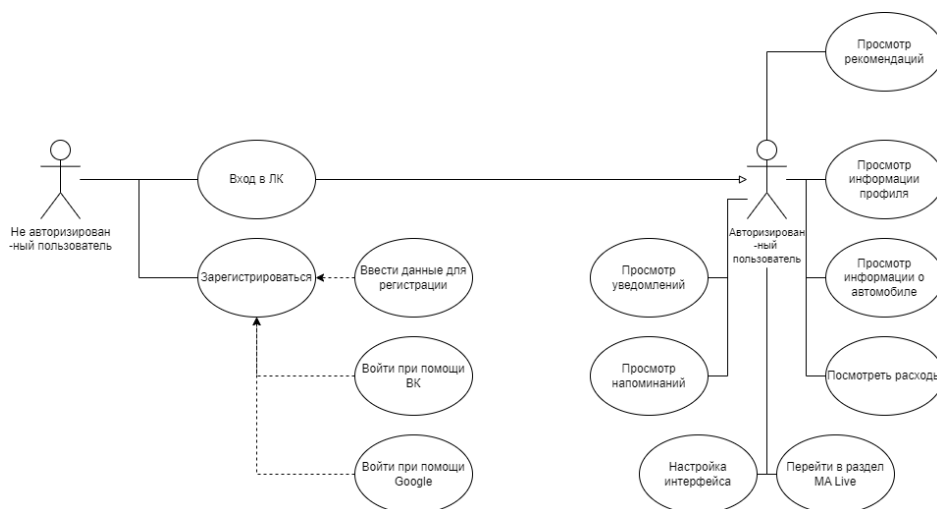 Просмотр
рекомендаций
Не авторизирован
-ный пользователь
Вход в ЛК
Авторизирован
-ный
пользователь
Просмотр
информации
профиля
Зарегистрироваться
Ввести данные для
регистрации
Просмотр
уведомлений
Просмотр
информации о
автомобиле
Войти при помощи
ВК
Просмотр
напоминаний
Посмотреть расходы
Войти при помощи
Google
Настройка
интерфейса
Перейти в раздел
MA Live